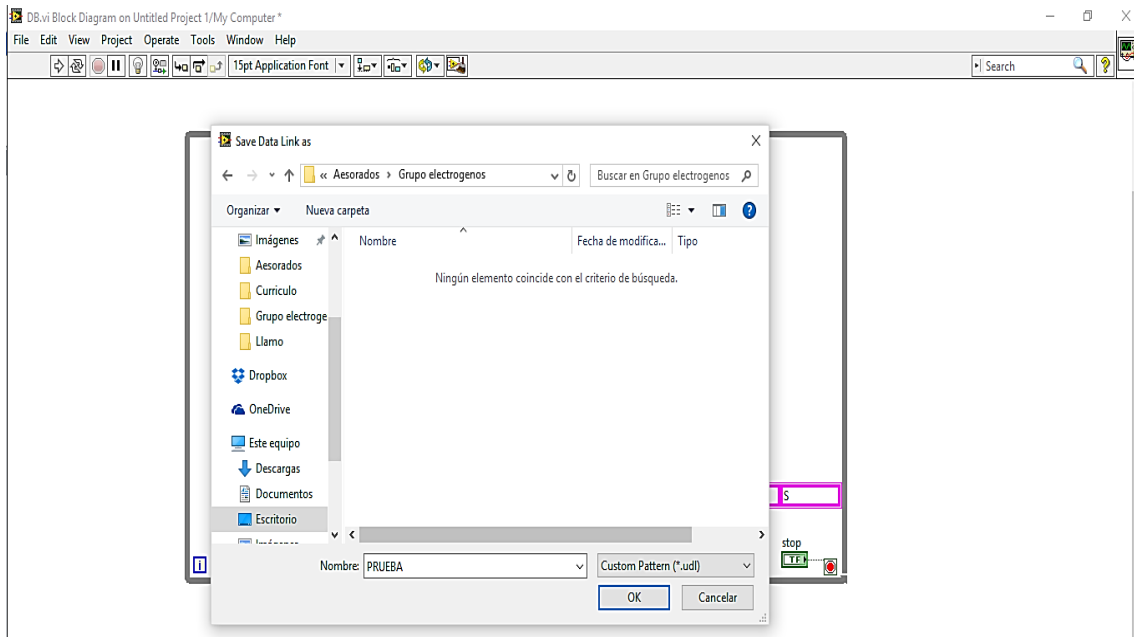 DB.vi Block Diagram on Untitled Project 1/My Computer *
File Edit View Project Operate Tools Window Help
15pt Application Font
Search
Save Data Link as
« Aesorados › Grupo electrogenos
Buscar en Grupo electrogenos
Organizar
Nueva carpeta
Nombre
Fecha de modifica...
Tipo
Ningún elemento coincide con el criterio de búsqueda.
Imágenes
Aesorados
Curriculo
Grupo electroge
Llamo
Dropbox
OneDrive
Este equipo
Descargas
Documentos
Escritorio
S
stop
TF
i
Nombre: PRUEBA
Custom Pattern (*.udl)
OK
Cancelar